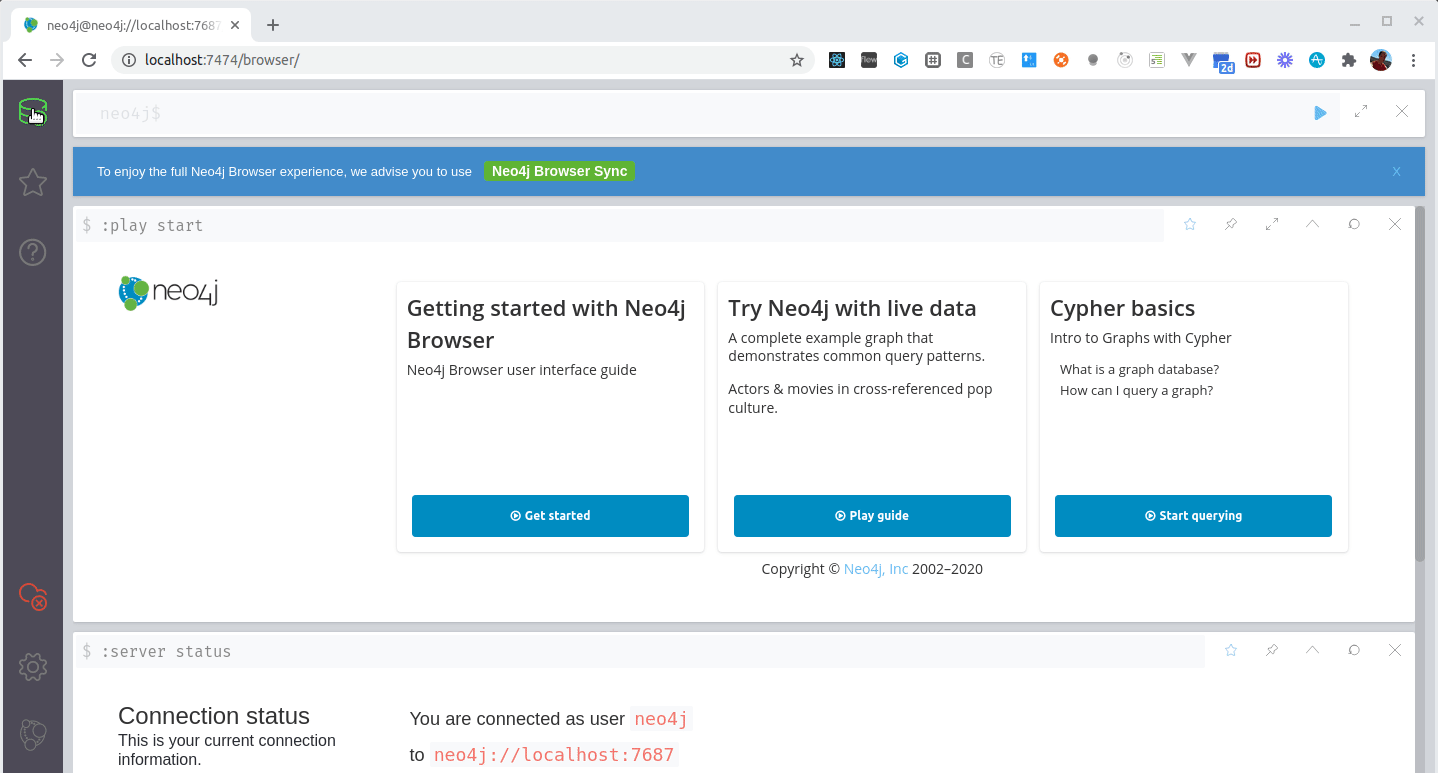 neo4j@neo4j://localhost:7687
localhost:7474/browser/
flow
C
TE
2d
neo4j$
To enjoy the full Neo4j Browser experience, we advise you to use Neo4j Browser Sync
X
$ :play start
neo4j
Getting started with Neo4j
Browser
Neo4j Browser user interface guide
Get started
Try Neo4j with live data
A complete example graph that
demonstrates common query patterns.
Actors & movies in cross-referenced pop
culture.
Play guide
Cypher basics
Intro to Graphs with Cypher
What is a graph database?
How can I query a graph?
Start querying
Copyright © Neo4j, Inc 2002–2020
$ :server status
Connection status
This is your current connection
information.
You are connected as user neo4j
to neo4j://localhost:7687